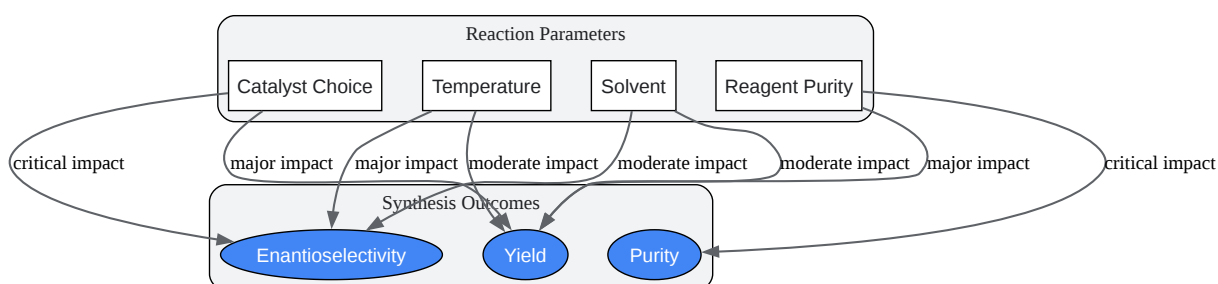 Reaction Parameters
Catalyst Choice
Temperature
Solvent
Reagent Purity
critical impact
major impact
major impact
moderate impact
moderate impact
moderate impact
major impact
critical impact
Synthesis Outcomes
Enantioselectivity
Yield
Purity